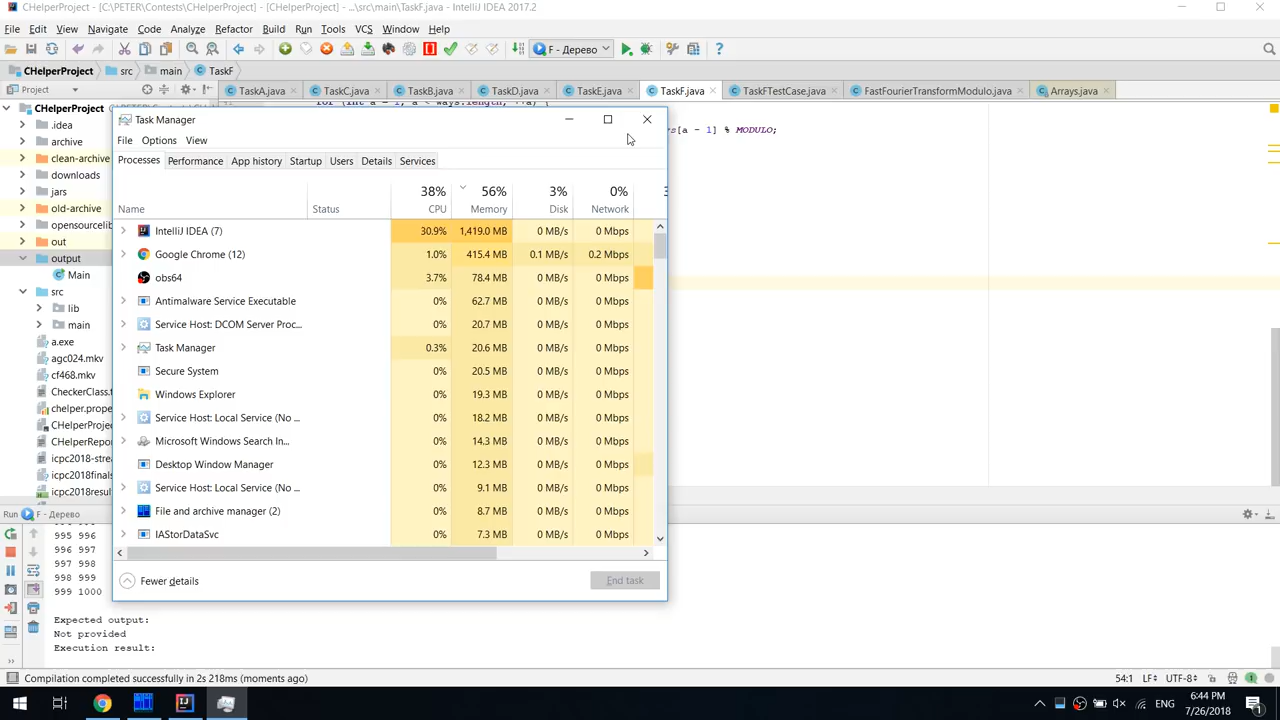 CHelperProject - [C:\PETER\Contests\CHelperProject] - [CHelperProject] - ...\src\main\TaskF.java - IntelliJ IDEA 2017.2
File Edit View Navigate Code Analyze Refactor Build Run Tools VCS Window Help
F - Дерево
CHelperProject src main TaskF
Project TaskA.java TaskC.java TaskB.java TaskD.java TaskE.java TaskF.java TaskFTestCase.java FastFourierTransformModulo.java Arrays.java
CHelperProject
.idea
archive
clean-archive
downloads
jars
old-archive
opensourcelib
out
output
Main
src
lib
main
a.exe
agc024.mkv
cf468.mkv
CheckerClass.
chelper.prope
CHelperProje
CHelperRepo
icpc2018-stre
icpc2018finals
icpc2018resul
for (int a = 1; a < ways.length; ++a) {
s[a - 1] % MODULO;
Task Manager
File Options View
Processes Performance App history Startup Users Details Services
38% 56% 3% 0%
Name Status CPU Memory Disk Network
IntelliJ IDEA (7) 30.9% 1,419.0 MB 0 MB/s 0 Mbps
Google Chrome (12) 1.0% 415.4 MB 0.1 MB/s 0.2 Mbps
obs64 3.7% 78.4 MB 0 MB/s 0 Mbps
Antimalware Service Executable 0% 62.7 MB 0 MB/s 0 Mbps
Service Host: DCOM Server Proc... 0% 20.7 MB 0 MB/s 0 Mbps
Task Manager 0.3% 20.6 MB 0 MB/s 0 Mbps
Secure System 0% 20.5 MB 0 MB/s 0 Mbps
Windows Explorer 0% 19.3 MB 0 MB/s 0 Mbps
Service Host: Local Service (No ... 0% 18.2 MB 0 MB/s 0 Mbps
Microsoft Windows Search In... 0% 14.3 MB 0 MB/s 0 Mbps
Desktop Window Manager 0% 12.3 MB 0 MB/s 0 Mbps
Service Host: Local Service (No ... 0% 9.1 MB 0 MB/s 0 Mbps
File and archive manager (2) 0% 8.7 MB 0 MB/s 0 Mbps
IAStorDataSvc 0% 7.3 MB 0 MB/s 0 Mbps
Fewer details End task
Run F - Дерево
995 996
996 997
997 998
998 999
999 1000
Expected output:
Not provided
Execution result:
Compilation completed successfully in 2s 218ms (moments ago) 54:1 LF UTF-8
ENG 6:44 PM
7/26/2018